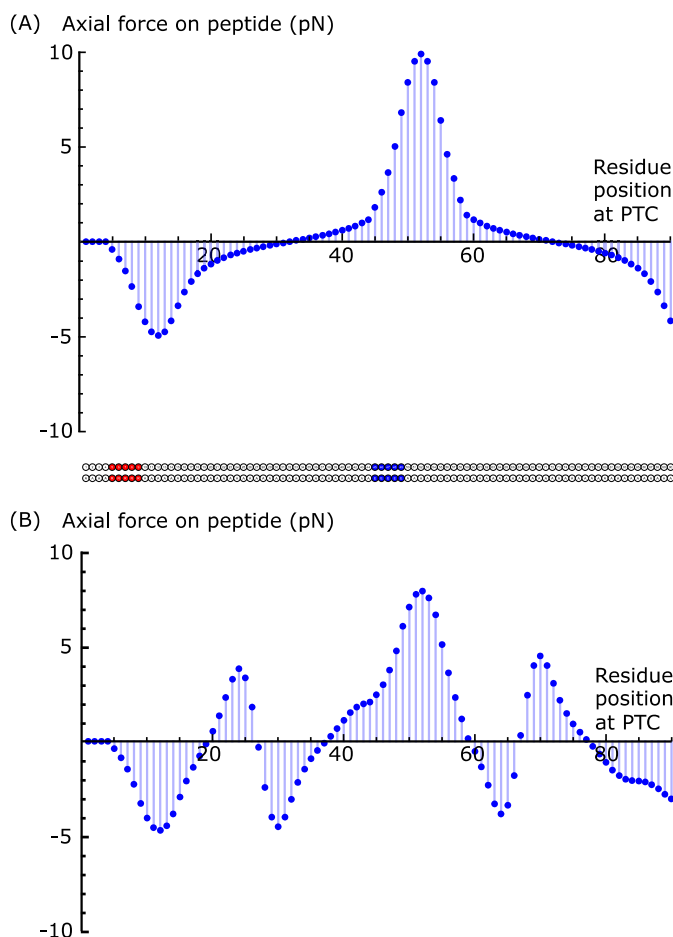 (A) Axial force on peptide (pN)
10
5
Residue
position
at PTC
20 40 60 80
-5
-10
(B) Axial force on peptide (pN)
10
5
Residue
position
at PTC
20 40 60 80
-5
-10